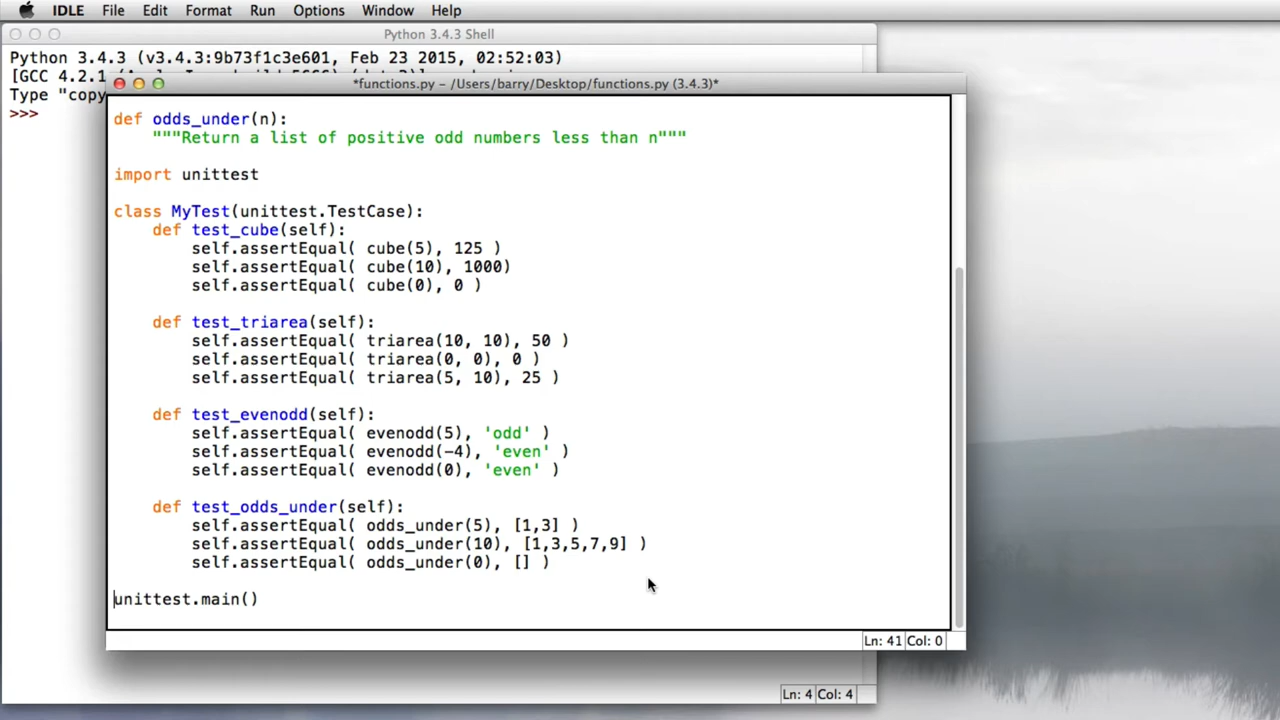 IDLE File Edit Format Run Options Window Help
Python 3.4.3 Shell
Python 3.4.3 (v3.4.3:9b73f1c3e601, Feb 23 2015, 02:52:03)
[GCC 4.2.1
Type "copy
>>>
*functions.py – /Users/barry/Desktop/functions.py (3.4.3)*
def odds_under(n):
"""Return a list of positive odd numbers less than n"""
import unittest
class MyTest(unittest.TestCase):
def test_cube(self):
self.assertEqual( cube(5), 125 )
self.assertEqual( cube(10), 1000)
self.assertEqual( cube(0), 0 )
def test_triarea(self):
self.assertEqual( triarea(10, 10), 50 )
self.assertEqual( triarea(0, 0), 0 )
self.assertEqual( triarea(5, 10), 25 )
def test_evenodd(self):
self.assertEqual( evenodd(5), 'odd' )
self.assertEqual( evenodd(-4), 'even' )
self.assertEqual( evenodd(0), 'even' )
def test_odds_under(self):
self.assertEqual( odds_under(5), [1,3] )
self.assertEqual( odds_under(10), [1,3,5,7,9] )
self.assertEqual( odds_under(0), [] )
unittest.main()
Ln: 41 Col: 0
Ln: 4 Col: 4